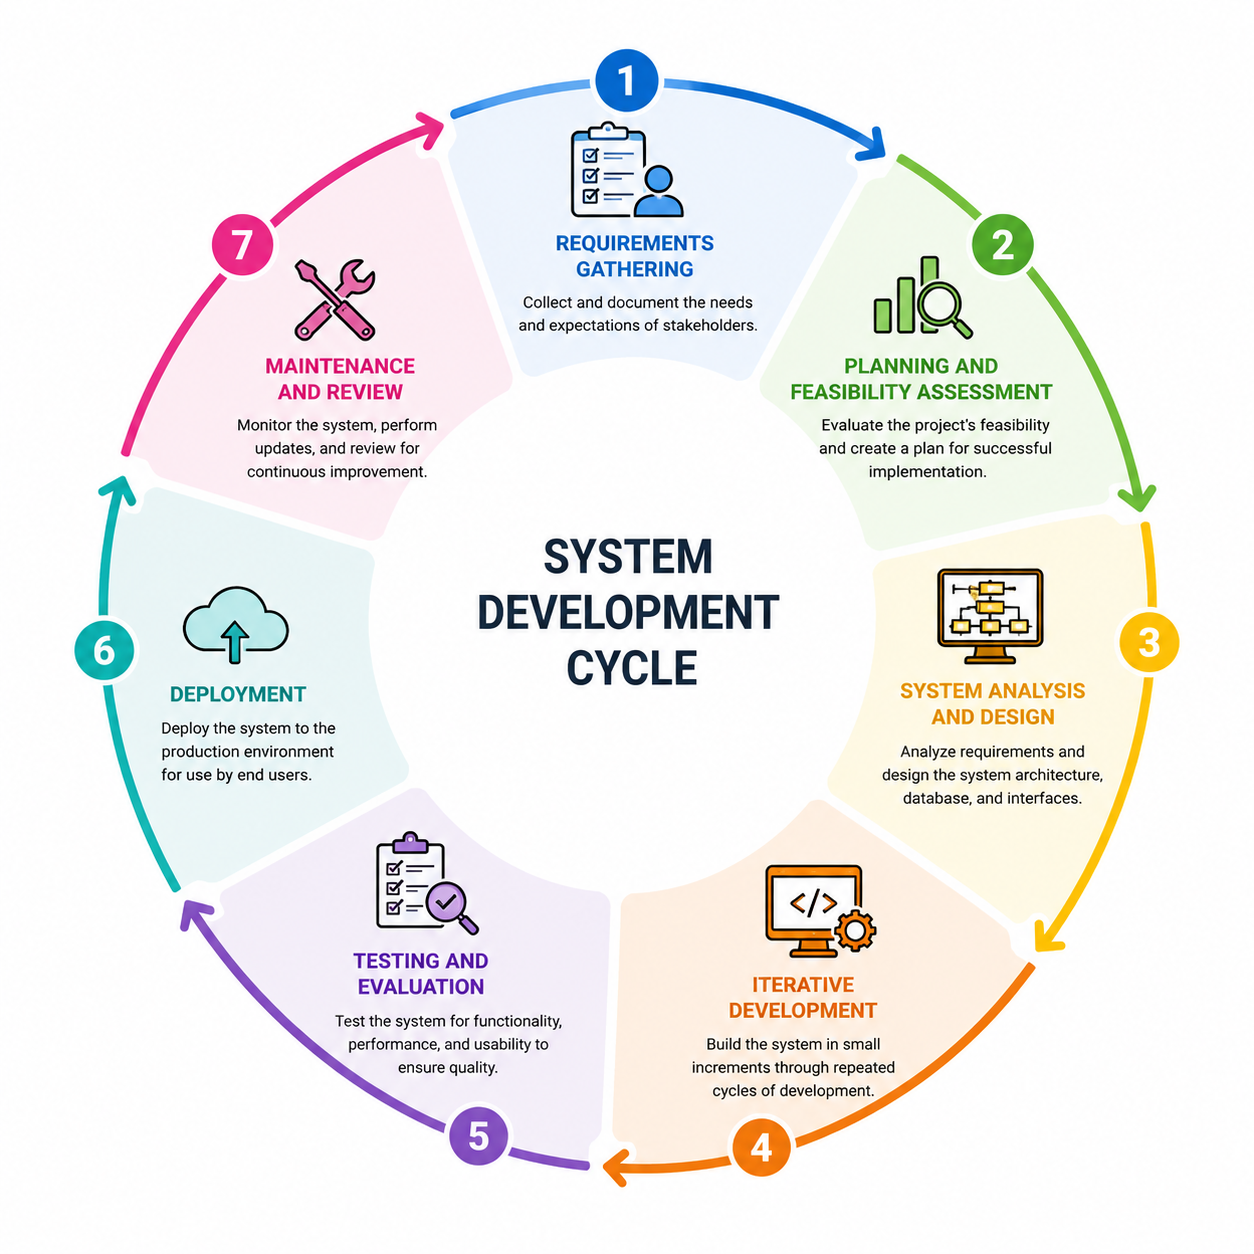 1
REQUIREMENTS
GATHERING
Collect and document the needs
and expectations of stakeholders.
2
PLANNING AND
FEASIBILITY ASSESSMENT
Evaluate the project's feasibility
and create a plan for successful
implementation.
3
SYSTEM ANALYSIS
AND DESIGN
Analyze requirements and
design the system architecture,
database, and interfaces.
4
</>
ITERATIVE
DEVELOPMENT
Build the system in small
increments through repeated
cycles of development.
5
TESTING AND
EVALUATION
Test the system for functionality,
performance, and usability to
ensure quality.
6
DEPLOYMENT
Deploy the system to the
production environment
for use by end users.
7
MAINTENANCE
AND REVIEW
Monitor the system, perform
updates, and review for
continuous improvement.
SYSTEM
DEVELOPMENT
CYCLE